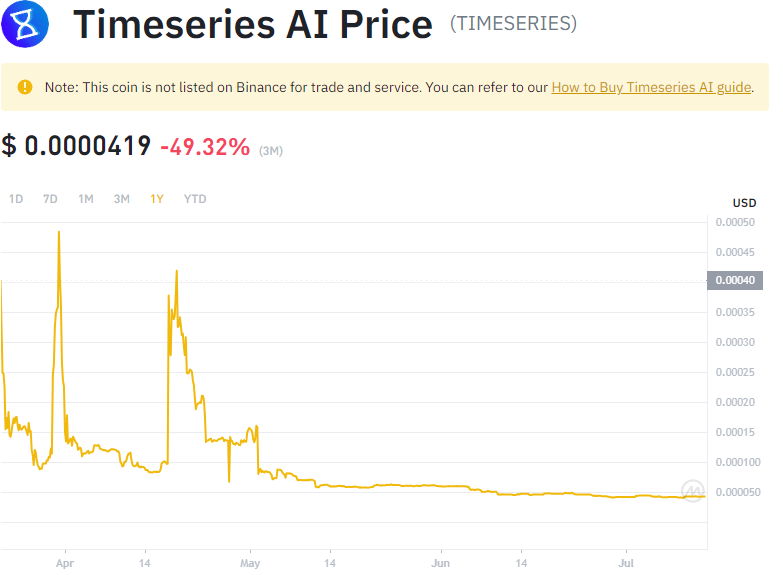 Timeseries AI Price (TIMESERIES)
Note: This coin is not listed on Binance for trade and service. You can refer to our How to Buy Timeseries AI guide.
$ 0.0000419 -49.32% (3M)
1D 7D 1M 3M 1Y YTD
USD
0.00050
0.00045
0.00040
0.00035
0.00030
0.00025
0.00020
0.00015
0.000100
0.000050
Apr 14 May 14 Jun 14 Jul